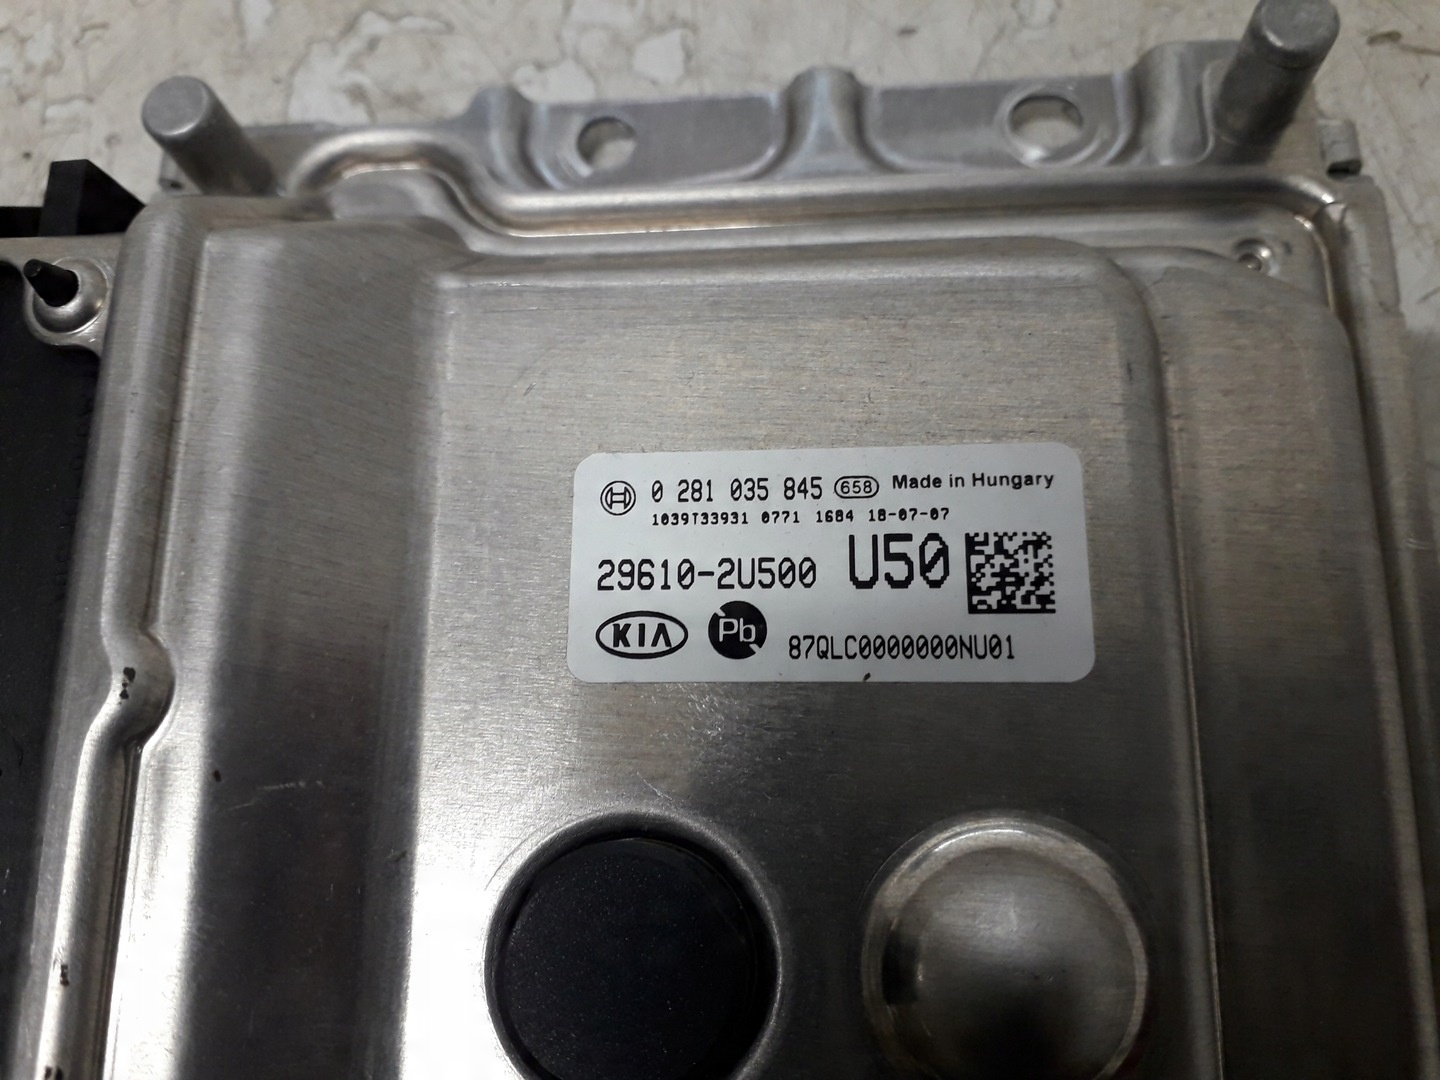 0 281 035 845 658 Made in Hungary
1039T33931 0771 1684 18-07-07
29610-2U500 U50
KIA Pb 87QLC0000000NU01